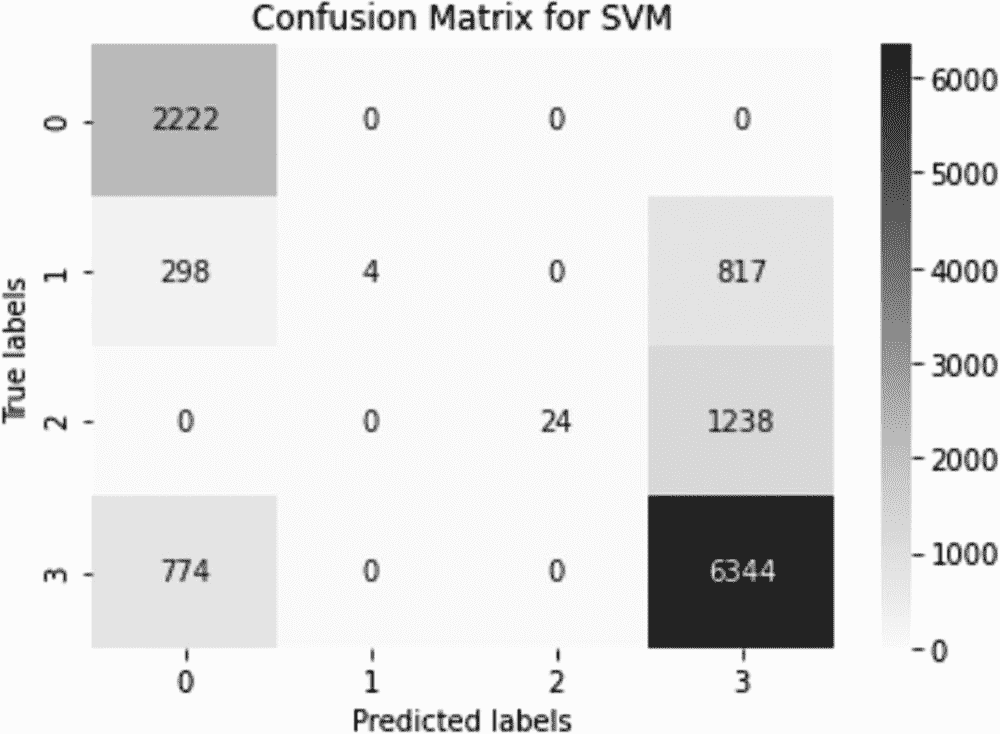 Confusion Matrix for SVM
0 2222 0 0 0
1 298 4 0 817
2 0 0 24 1238
3 774 0 0 6344
0 1 2 3
Predicted labels
True labels
6000
5000
4000
3000
2000
1000
0